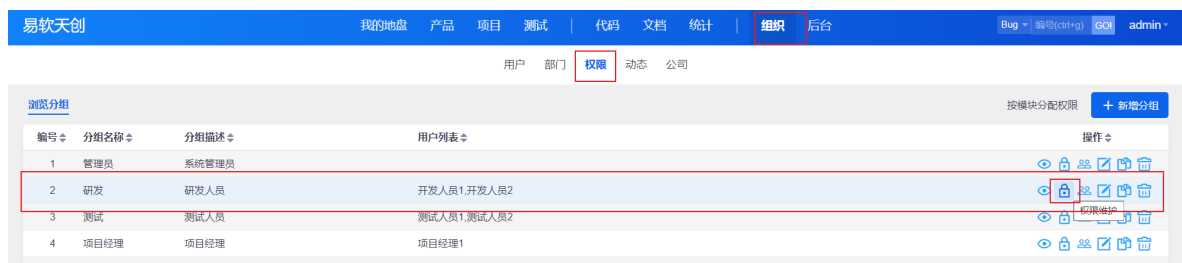 易软天创 我的地盘 产品 项目 测试 | 代码 文档 统计 | 组织 后台 Bug 编号(ctrl+g) GO! admin
用户 部门 权限 动态 公司
浏览分组 按模块分配权限 + 新增分组
编号 分组名称 分组描述 用户列表 操作
1 管理员 系统管理员
2 研发 研发人员 开发人员1,开发人员2
3 测试 测试人员 测试人员1,测试人员2 权限维护
4 项目经理 项目经理 项目经理1